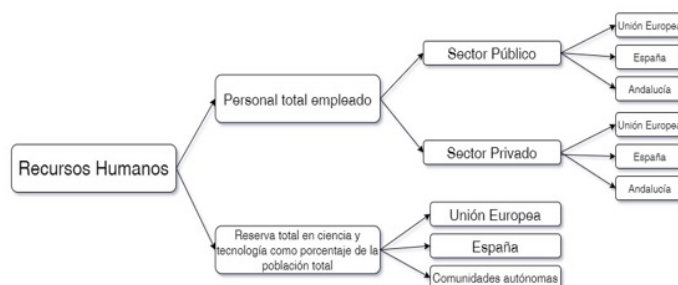 Recursos Humanos
Personal total empleado
Sector Público
Unión Europea
España
Andalucía
Sector Privado
Unión Europea
España
Andalucía
Reserva total en ciencia y
tecnología como porcentaje de la
población total
Unión Europea
España
Comunidades autónomas